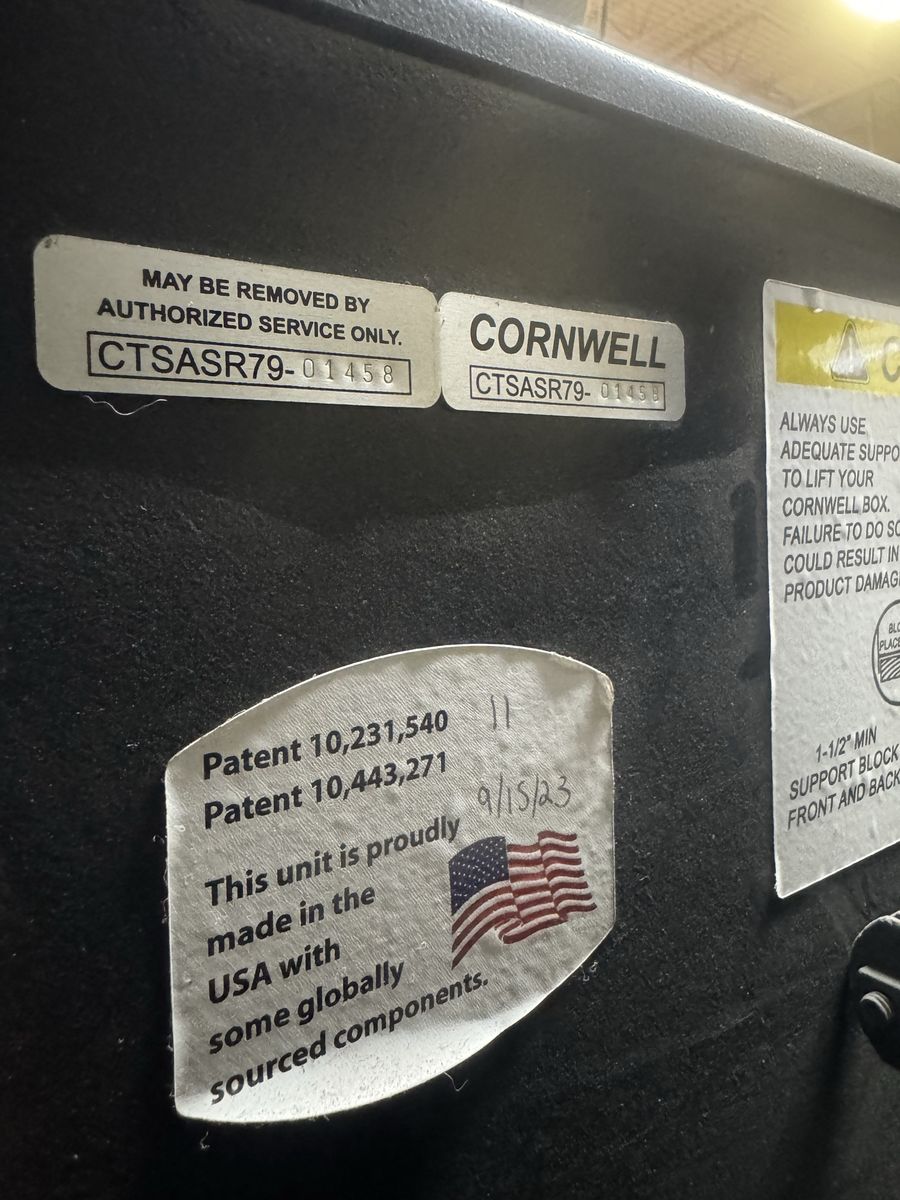 MAY BE REMOVED BY
AUTHORIZED SERVICE ONLY.
CTSASR79-01458
CORNWELL
CTSASR79-01458
ALWAYS USE
ADEQUATE
TO LIFT YOUR
CORNWELL BOX.
FAILURE TO DO
COULD RESULT IN
PRODUCT
1-1/2" MIN
SUPPORT BLOCK
FRONT AND BACK
Patent 10,231,540
11
Patent 10,443,271
9/15/23
This unit is proudly
made in the
USA with
some globally
sourced components.